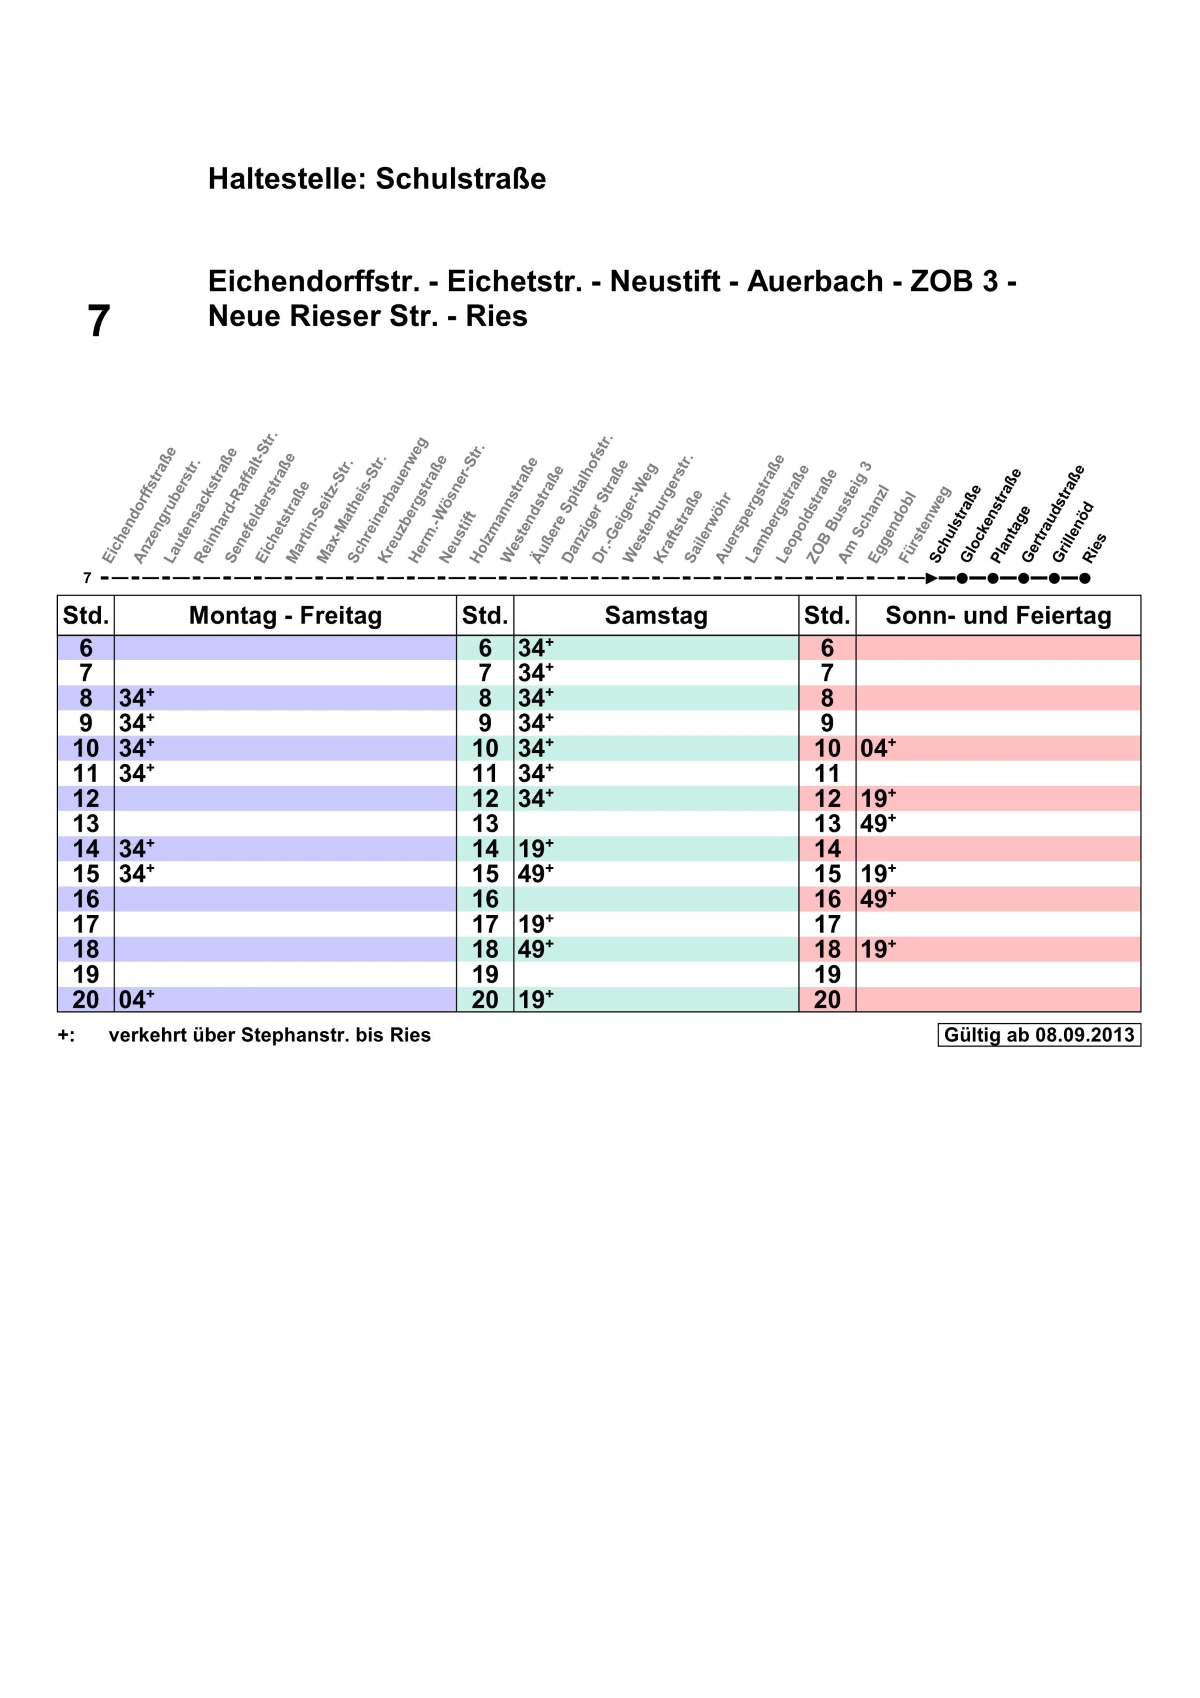 Haltestelle: Schulstraße
Eichendorffstr. - Eichetstr. - Neustift - Auerbach - ZOB 3 -
7 Neue Rieser Str. - Ries
Eichendorffstraße
Anzengruberstr.
Lautensackstraße
Reinhard-Raffalt-Str.
Senefelderstraße
Eichetstraße
Martin-Seitz-Str.
Max-Matheis-Str.
Schreinerbauerweg
Kreuzbergstraße
Herm.-Wösner-Str.
Neustift
Holzmannstraße
Westendstraße
Äußere Spitalhofstr.
Danziger Straße
Dr.-Geiger-Weg
Westerburgerstr.
Kraftstraße
Sailerwöhr
Auerspergstraße
Lambergstraße
Leopoldstraße
ZOB Bussteig 3
Am Schanzl
Eggendobl
Fürstenweg
Schulstraße
Glockenstraße
Plantage
Gertraudstraße
Grillenöd
Ries
7
Std. Montag - Freitag Std. Samstag Std. Sonn- und Feiertag
6 6 34+ 6
7 7 34+ 7
8 34+ 8 34+ 8
9 34+ 9 34+ 9
10 34+ 10 34+ 10 04+
11 34+ 11 34+ 11
12 12 34+ 12 19+
13 13 13 49+
14 34+ 14 19+ 14
15 34+ 15 49+ 15 19+
16 16 16 49+
17 17 19+ 17
18 18 49+ 18 19+
19 19 19
20 04+ 20 19+ 20
+: verkehrt über Stephanstr. bis Ries Gültig ab 08.09.2013